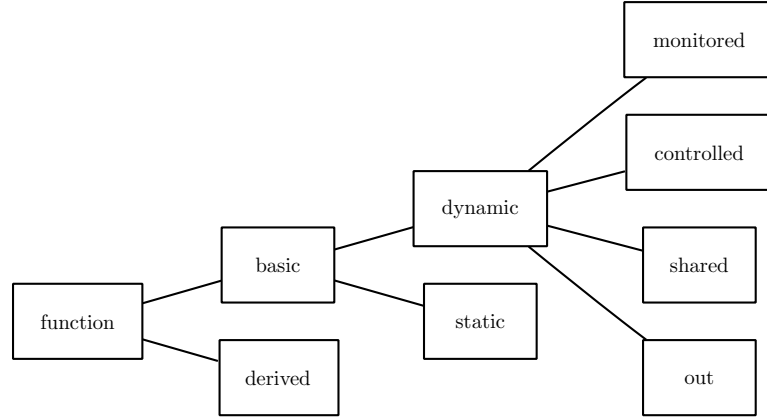 monitored
controlled
dynamic
shared
basic
function
static
derived
out